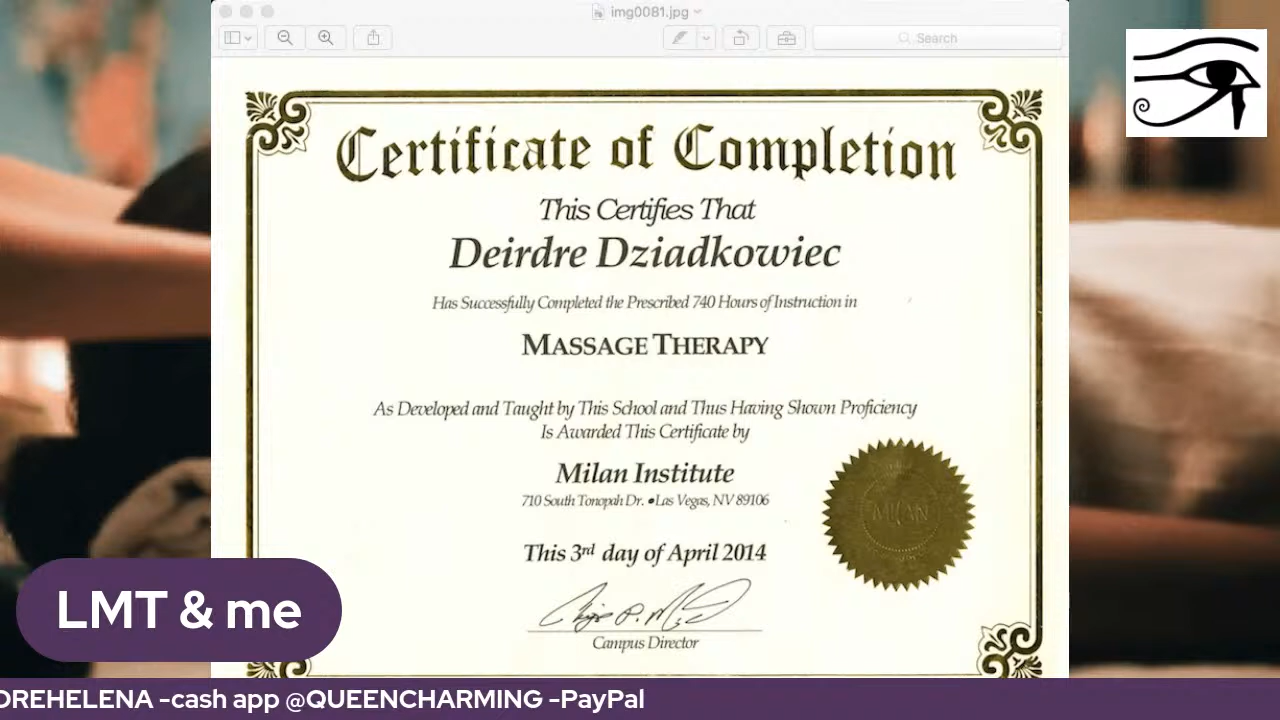 img0081.jpg
Search
Certificate of Completion
This Certifies That
Deirdre Dziadkowiec
Has Successfully Completed the Prescribed 740 Hours of Instruction in
MASSAGE THERAPY
As Developed and Taught by This School and Thus Having Shown Proficiency
Is Awarded This Certificate by
Milan Institute
710 South Tonopah Dr. •Las Vegas, NV 89106
MILAN
This 3rd day of April 2014
Campus Director
LMT & me
OREHELENA -cash app @QUEENCHARMING -PayPal